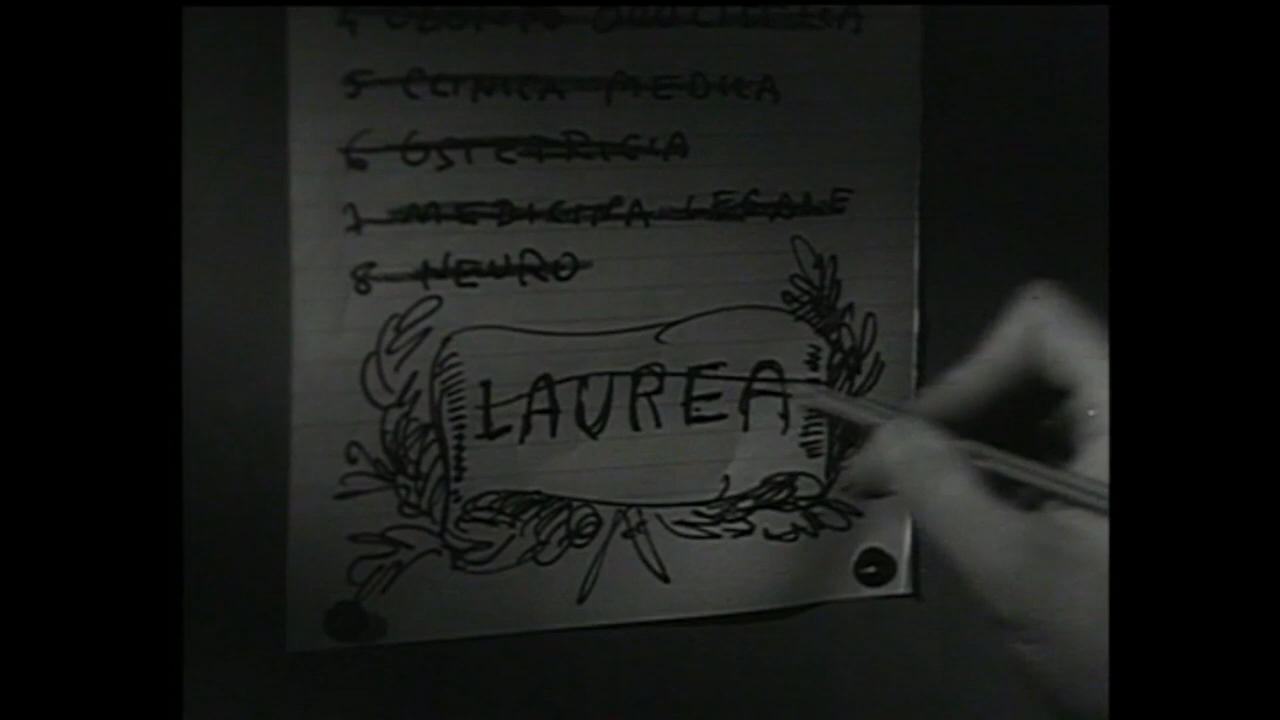 5 CLINICA MEDICA
6 OSTETRICIA
7 MEDICINA LEGALE
8 NEURO
LAUREA